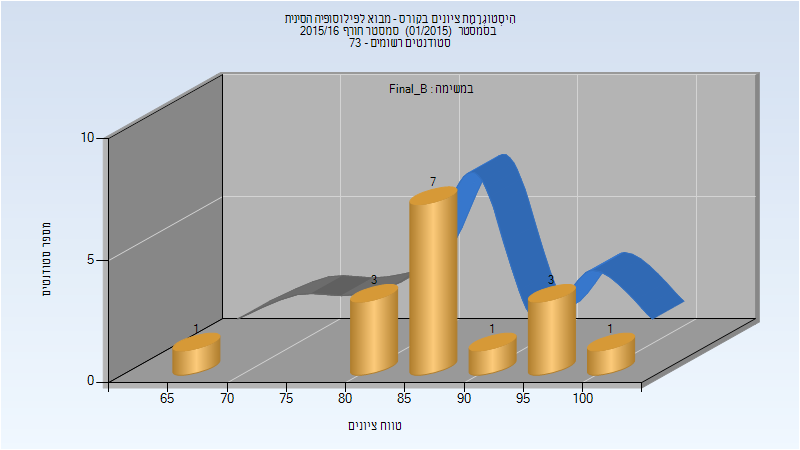 היסטוגרמת ציונים בקורס - מבוא לפילוסופיה הסינית
בסמסטר (01/2015) סמסטר חורף 2015/16
סטודנטים רשומים - 73
במשימה : Final_B
10
5
0
מספר סטודנטים
1
3
7
1
3
1
65 70 75 80 85 90 95 100
טווח ציונים